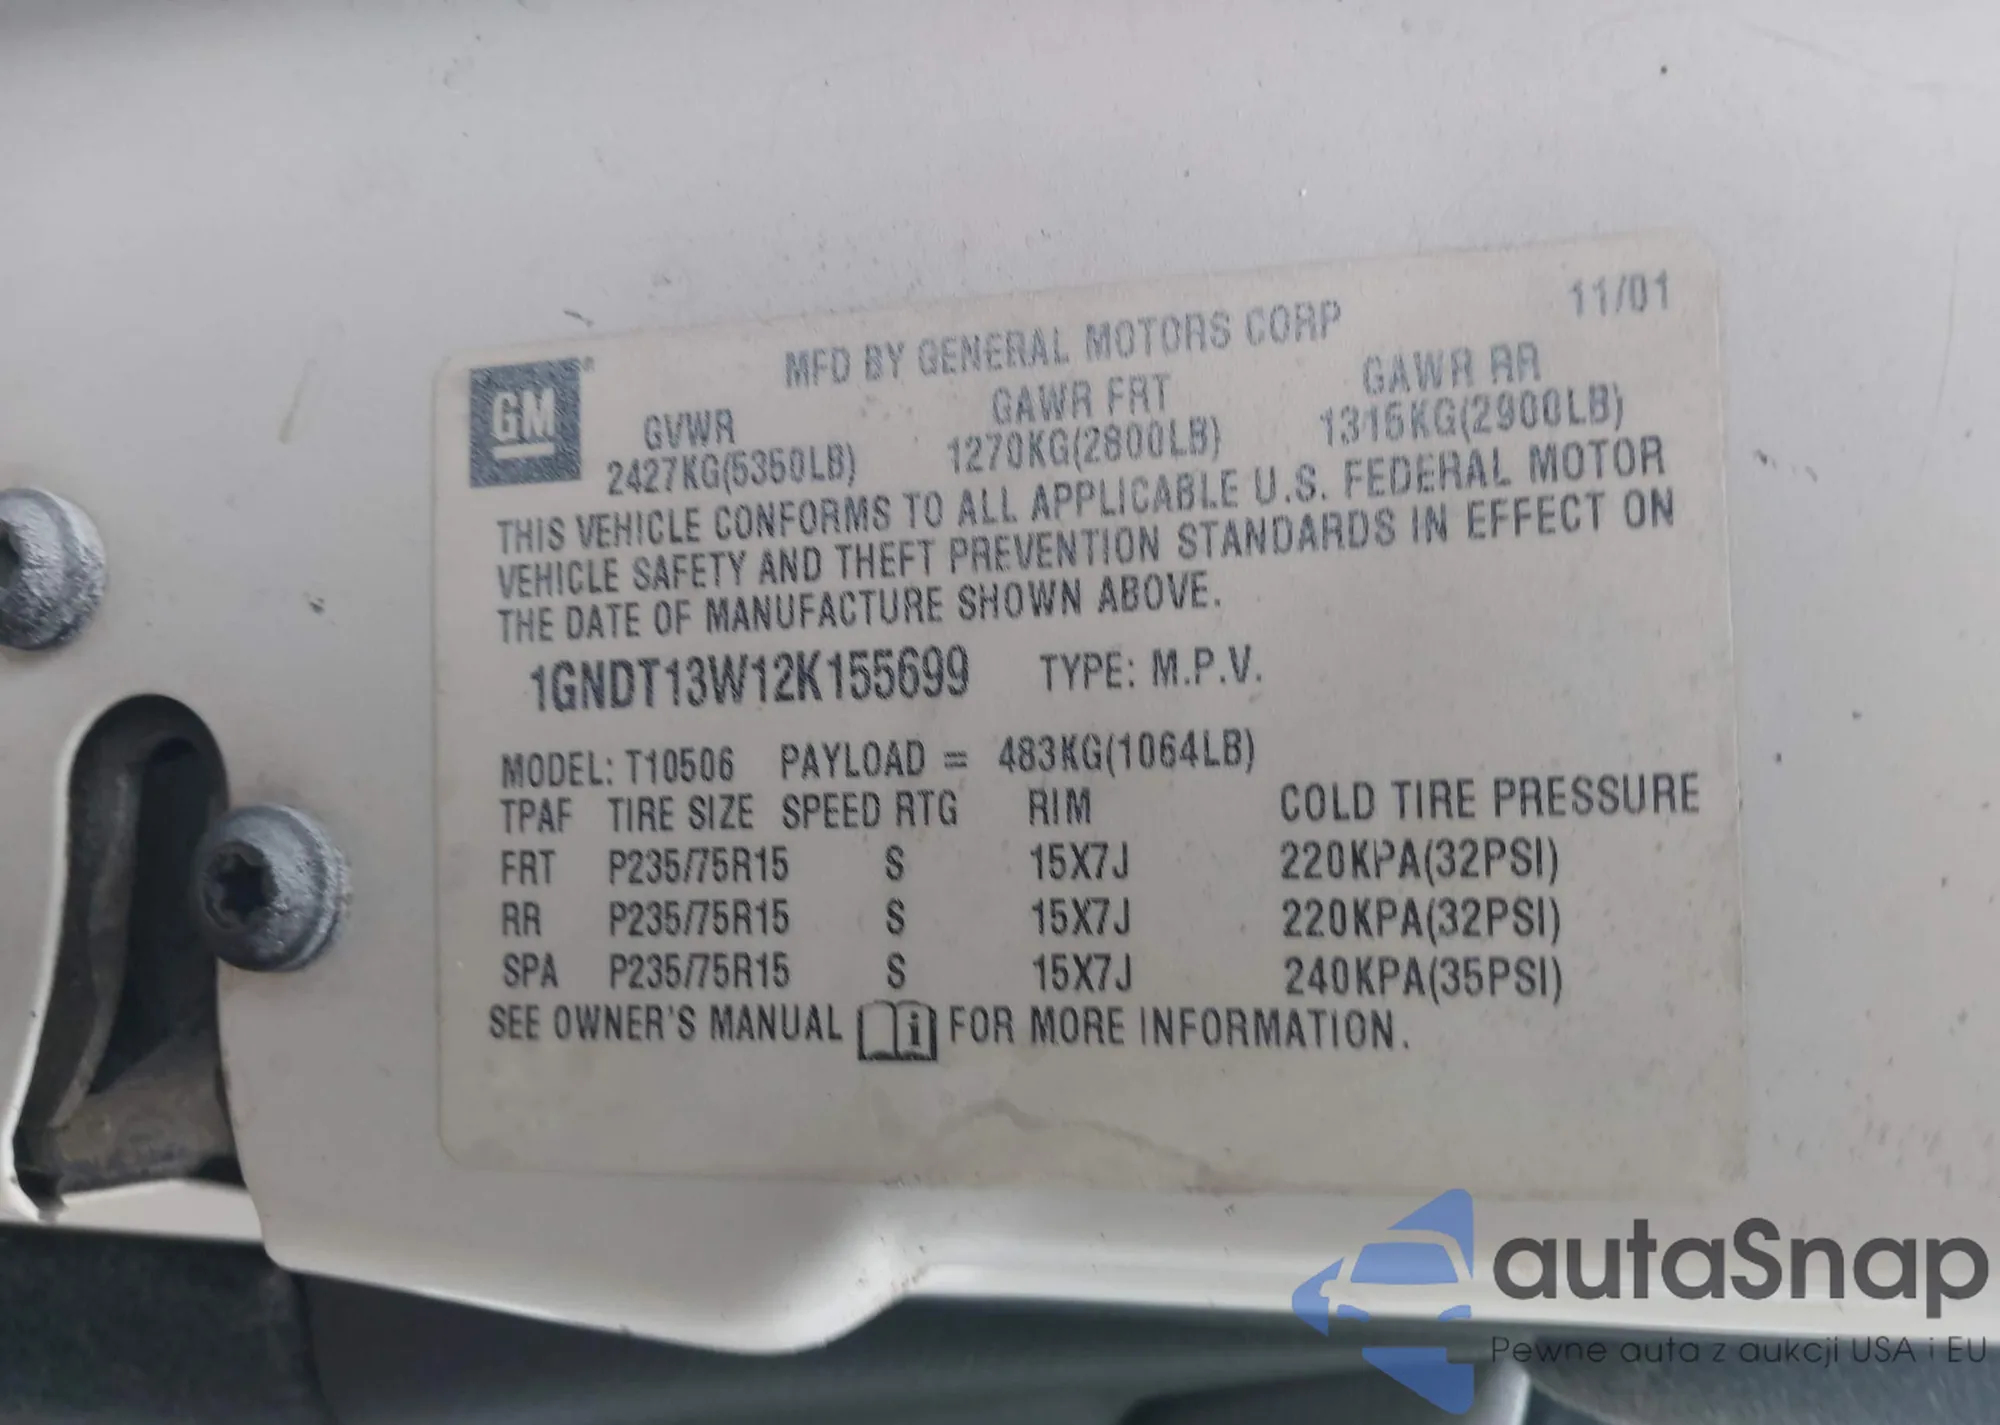 11/01
MFD BY GENERAL MOTORS CORP
GM
GVWR GAWR FRT GAWR RR
2427KG(5350LB) 1270KG(2800LB) 1315KG(2900LB)
THIS VEHICLE CONFORMS TO ALL APPLICABLE U.S. FEDERAL MOTOR
VEHICLE SAFETY AND THEFT PREVENTION STANDARDS IN EFFECT ON
THE DATE OF MANUFACTURE SHOWN ABOVE.
1GNDT13W12K155699 TYPE: M.P.V.
MODEL: T10506 PAYLOAD = 483KG(1064LB)
TPAF TIRE SIZE SPEED RTG RIM COLD TIRE PRESSURE
FRT P235/75R15 S 15X7J 220KPA(32PSI)
RR P235/75R15 S 15X7J 220KPA(32PSI)
SPA P235/75R15 S 15X7J 240KPA(35PSI)
SEE OWNER'S MANUAL i FOR MORE INFORMATION.
autaSnap
Pewne auta z aukcji USA i EU